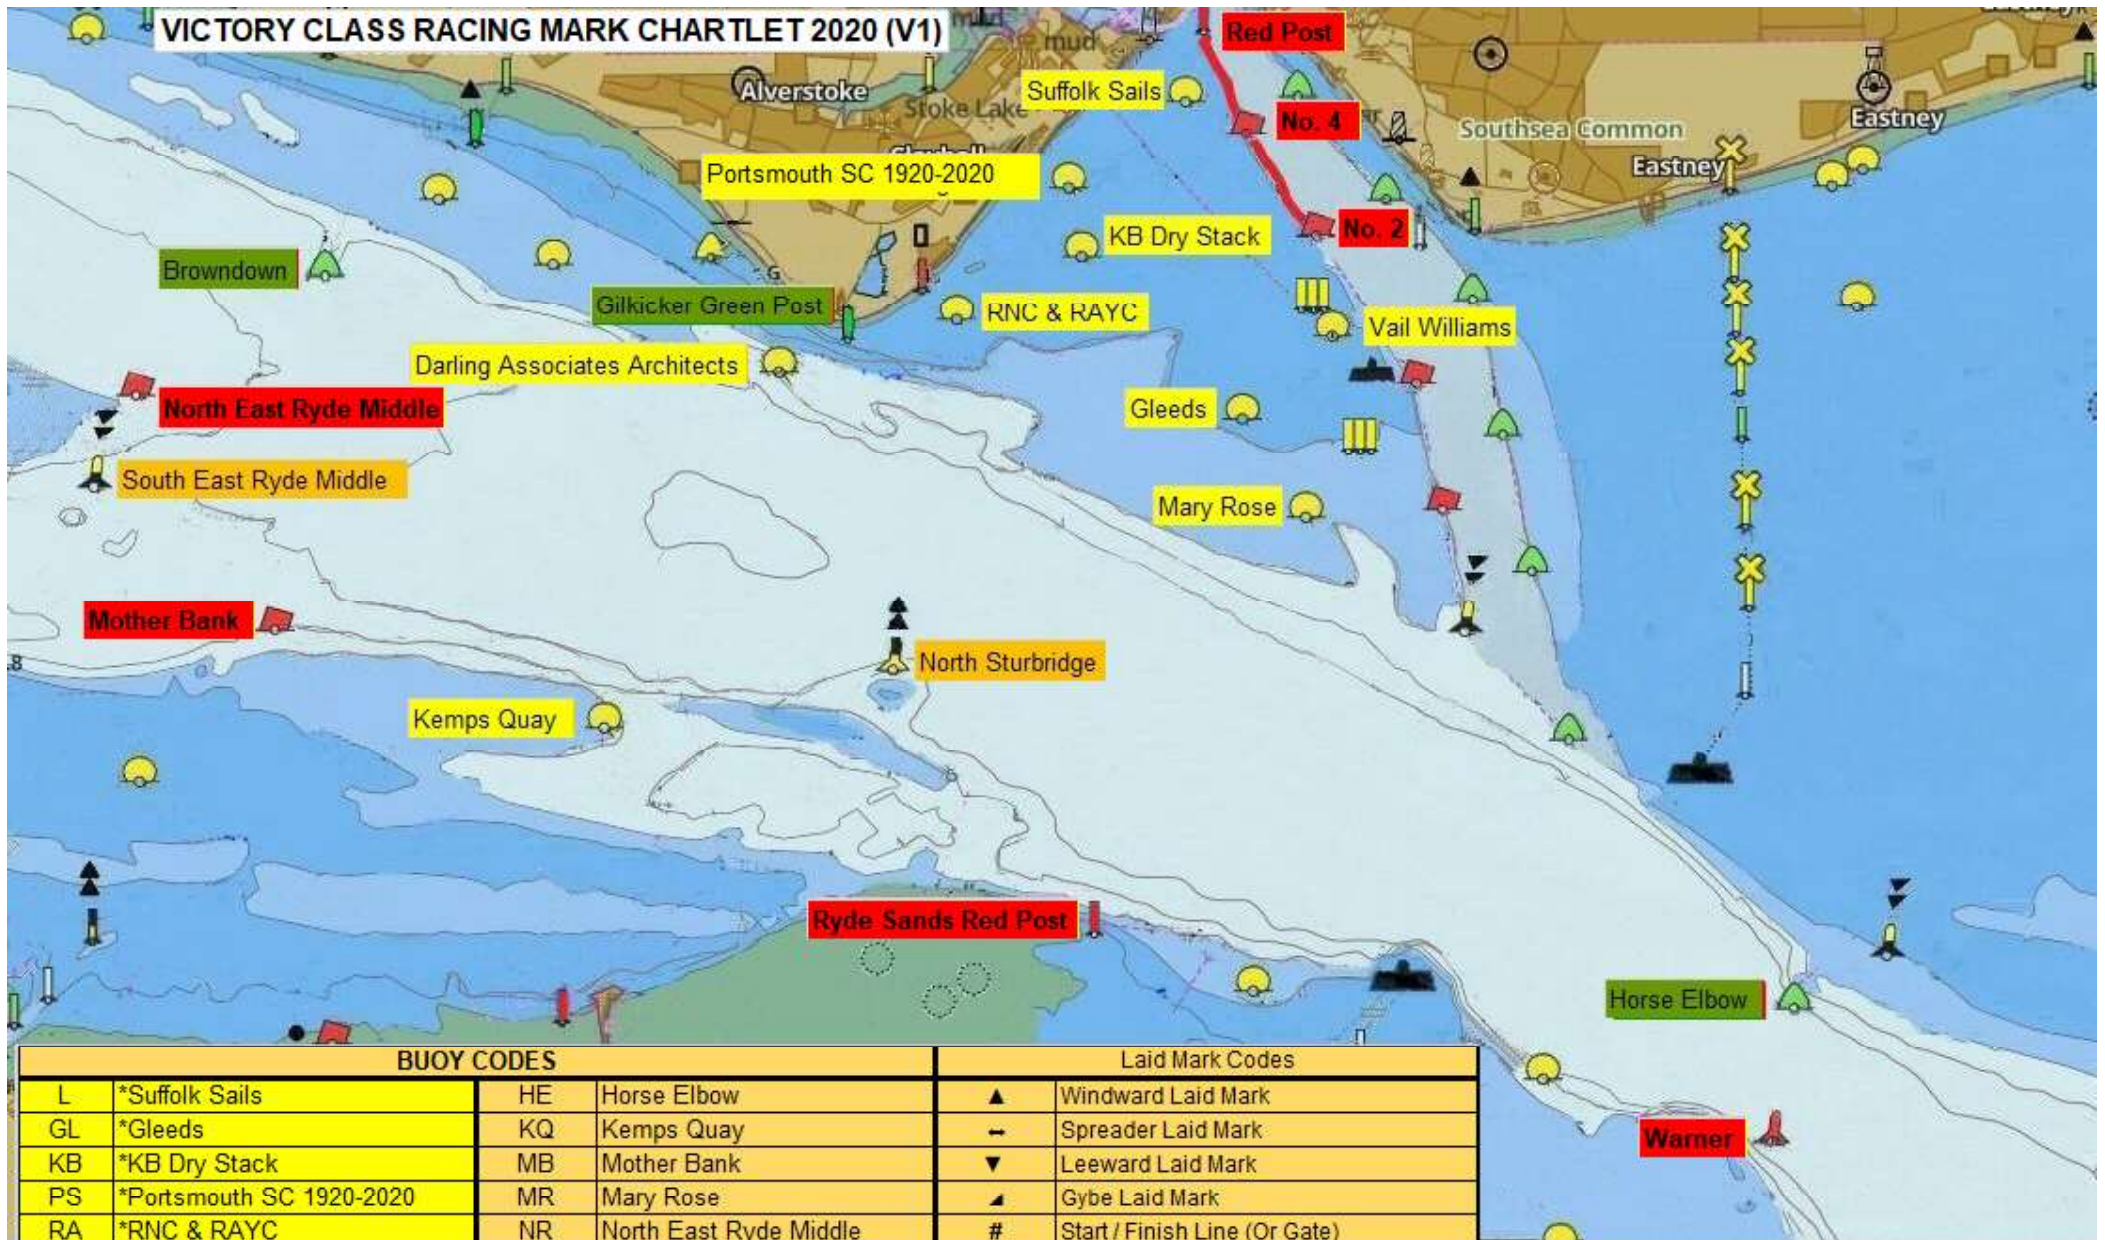 VICTORY CLASS RACING MARK CHARTLET 2020 (V1)
mud
Red Post
Alverstoke
Suffolk Sails
Stoke Lake
No. 4
Southsea Common
Eastney
Eastney
Portsmouth SC 1920-2020
KB Dry Stack
No. 2
Browndown
G
Gilkicker Green Post
RNC & RAYC
Vail Williams
Darling Associates Architects
North East Ryde Middle
Gleeds
South East Ryde Middle
Mary Rose
Mother Bank
North Sturbridge
Kemps Quay
Ryde Sands Red Post
Horse Elbow
Warner
BUOY CODES Laid Mark Codes
L *Suffolk Sails HE Horse Elbow ▲ Windward Laid Mark
GL *Gleeds KQ Kemps Quay ↔ Spreader Laid Mark
KB *KB Dry Stack MB Mother Bank ▼ Leeward Laid Mark
PS *Portsmouth SC 1920-2020 MR Mary Rose ◢ Gybe Laid Mark
RA *RNC & RAYC NR North East Ryde Middle # Start / Finish Line (Or Gate)